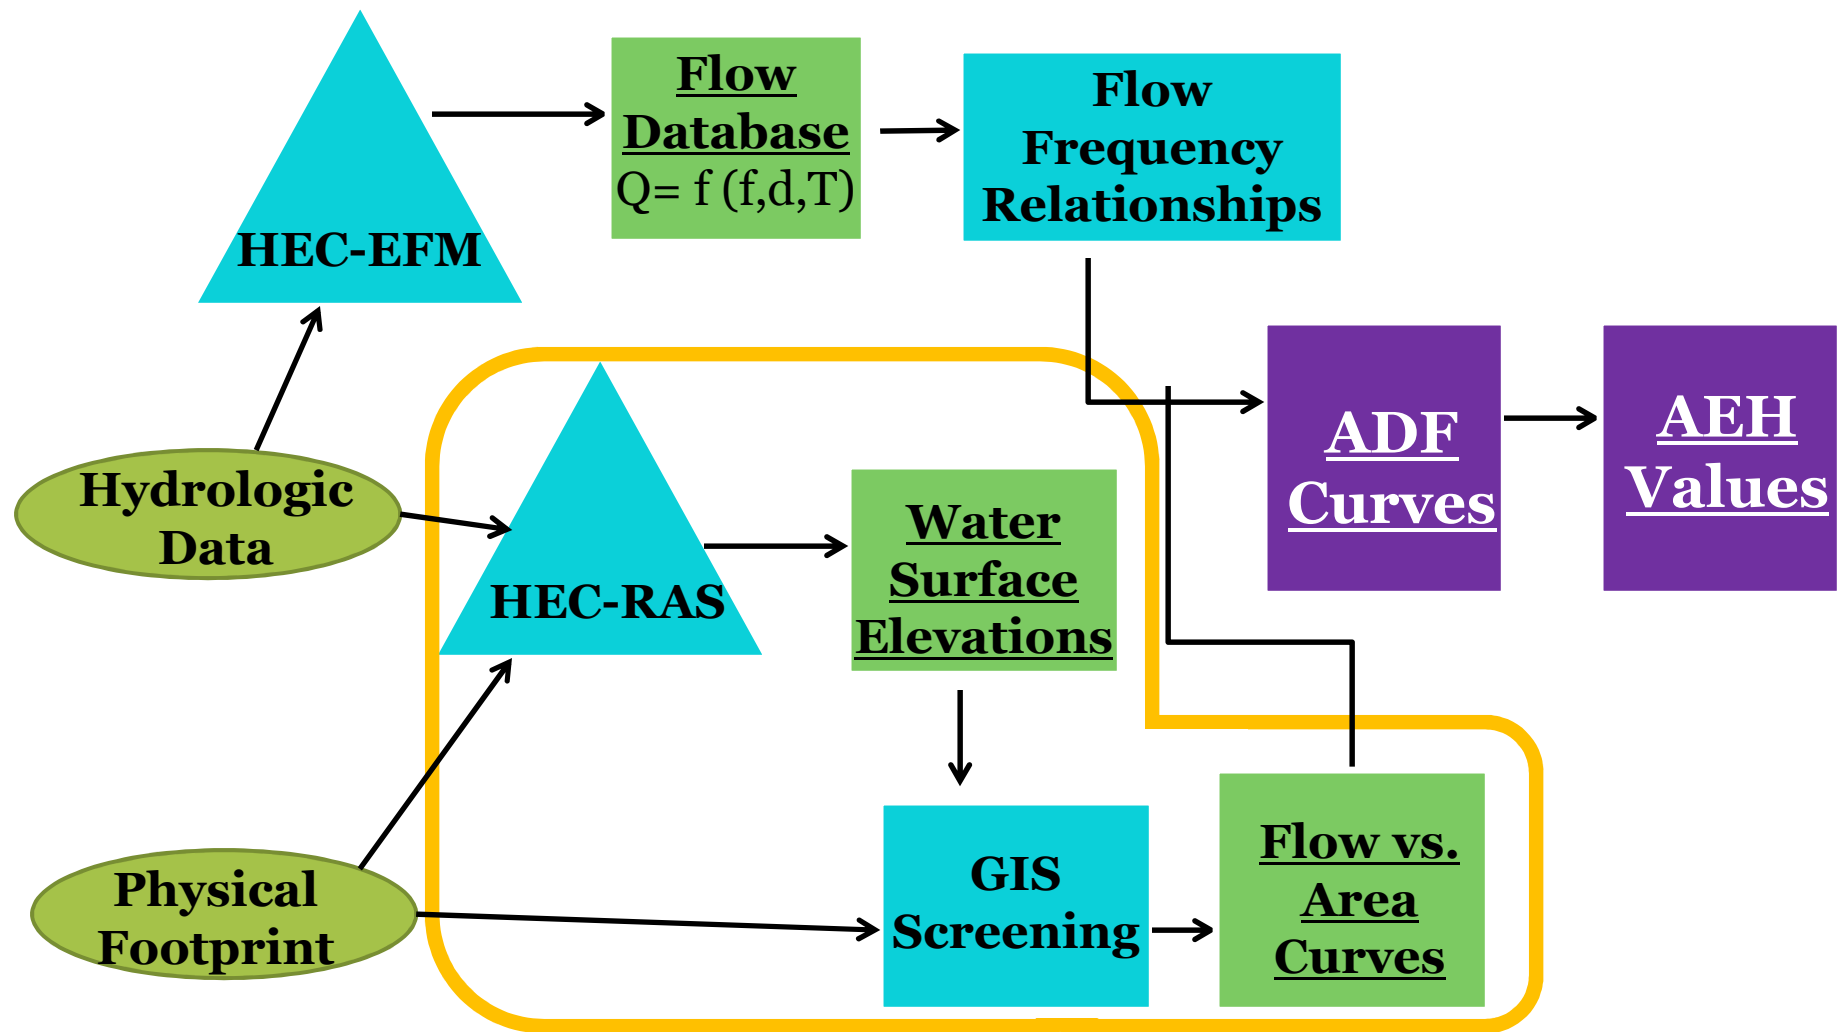 Flow
Database
Q= f (f,d,T)
Flow
Frequency
Relationships
HEC-EFM
ADF
Curves
AEH
Values
Hydrologic
Data
HEC-RAS
Water
Surface
Elevations
Physical
Footprint
GIS
Screening
Flow vs.
Area
Curves